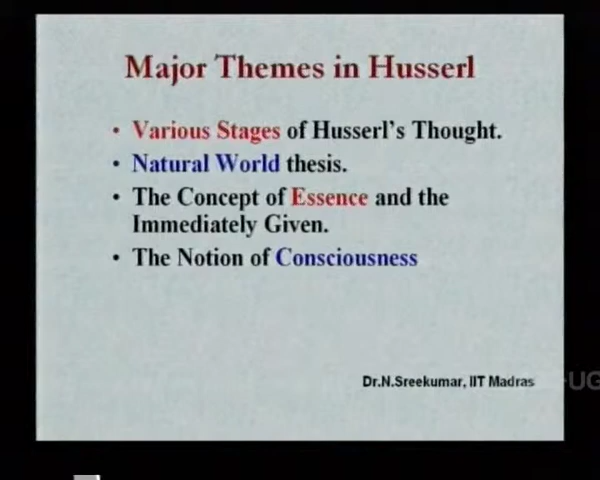 Major Themes in Husserl
• Various Stages of Husserl's Thought.
• Natural World thesis.
• The Concept of Essence and the
Immediately Given.
• The Notion of Consciousness
Dr.N.Sreekumar, IIT Madras
-UG